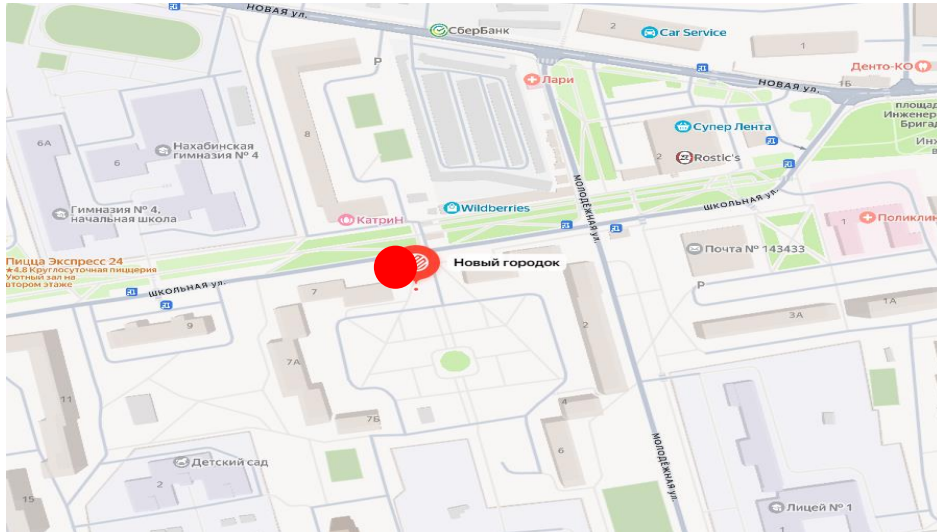 НОВАЯ ул.
СберБанк
2
Car Service
1
Денто-КО
P
Лари
НОВАЯ ул.
1Б
площад
Инженер
Бригад
8
Супер Лента
6А
6
Нахабинская
гимназия № 4
2
Rostic's
Инж
в
МОЛОДЁЖНАЯ ул.
Гимназия № 4,
начальная школа
КатриН
Wildberries
ШКОЛЬНАЯ ул.
1
Поликлин
Почта № 143433
Пицца Экспресс 24
★4.8 Круглосуточная пиццерия
Уютный зал на
втором этаже
Новый городок
ШКОЛЬНАЯ ул.
7
P
1А
9
2
3А
7А
11
4
7Б
6
МОЛОДЁЖНАЯ ул.
Детский сад
2
15
Лицей № 1
1